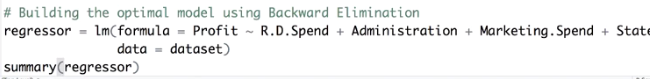 # Building the optimal model using Backward Elimination
regressor = lm(formula = Profit ~ R.D.Spend + Administration + Marketing.Spend + State
data = dataset)
summary(regressor)